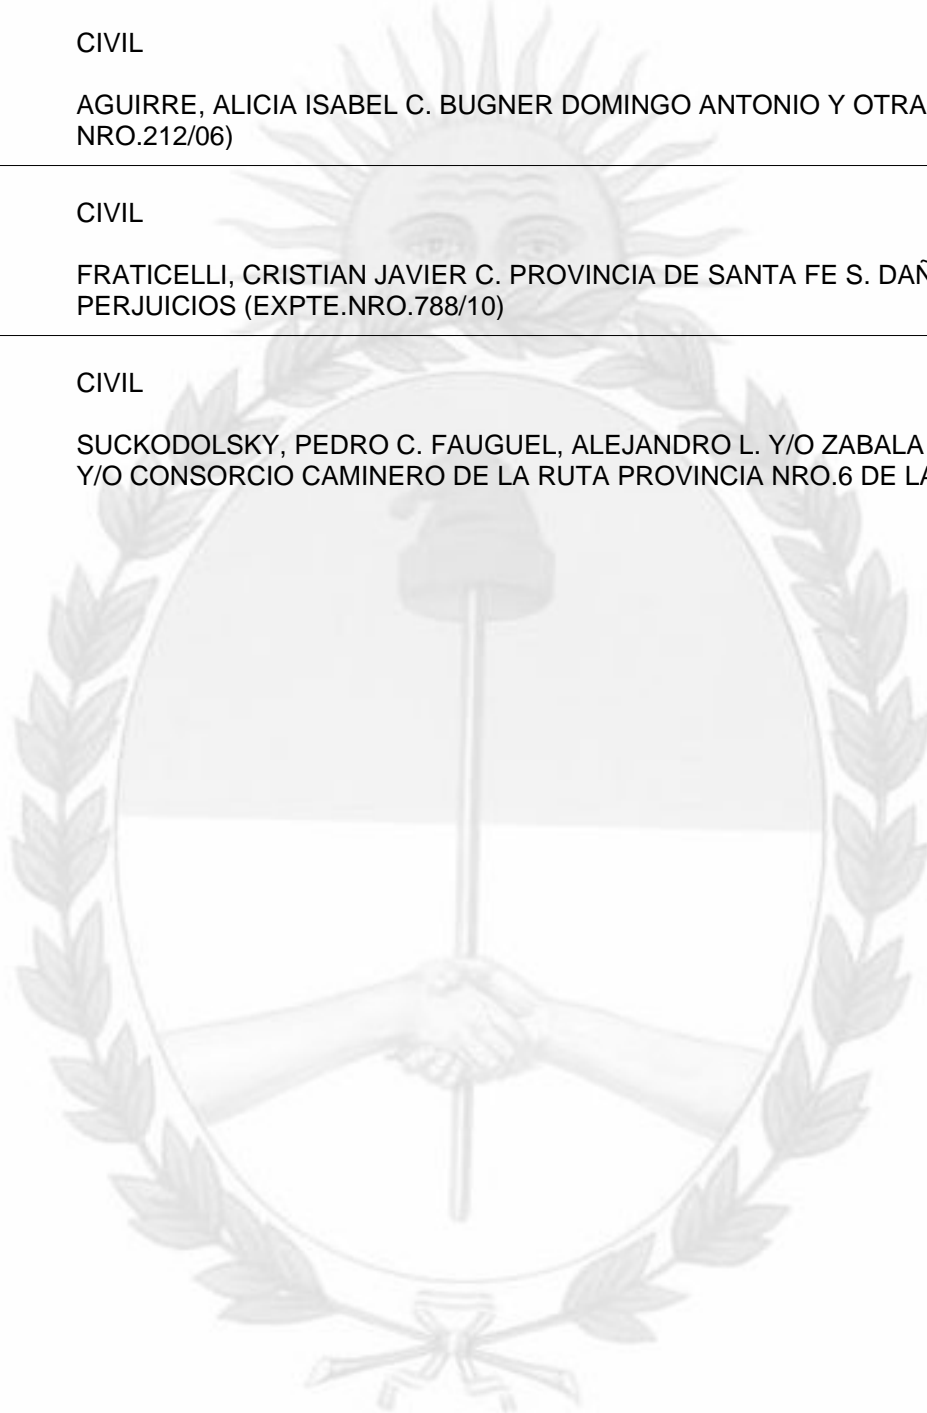 CIVIL
AGUIRRE, ALICIA ISABEL C. BUGNER DOMINGO ANTONIO Y OTRA
NRO.212/06)
CIVIL
FRATICELLI, CRISTIAN JAVIER C. PROVINCIA DE SANTA FE S. DAÑ
PERJUICIOS (EXPTE.NRO.788/10)
CIVIL
SUCKODOLSKY, PEDRO C. FAUGUEL, ALEJANDRO L. Y/O ZABALA
Y/O CONSORCIO CAMINERO DE LA RUTA PROVINCIA NRO.6 DE LA